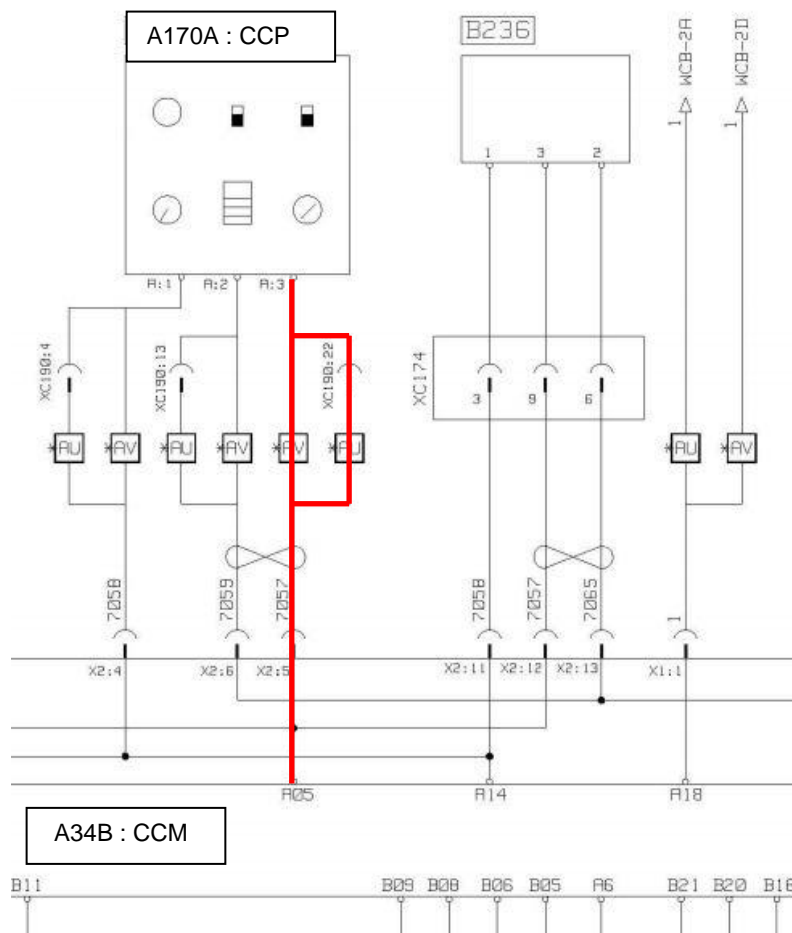 A170A : CCP
B236
WCB-2A
WCB-2D
1
1
1 3 2
A:1 A:2 A:3
XC190:4
XC190:13
XC190:22
XC174
3 9 6
*AU *AV *AU *AV *AV *AU *AU *AV
7058
7059
7057
7058
7057
7065
1
X2:4 X2:6 X2:5 X2:11 X2:12 X2:13 X1:1
A05 A14 A18
A34B : CCM
B11 B09 B08 B06 B05 A6 B21 B20 B16